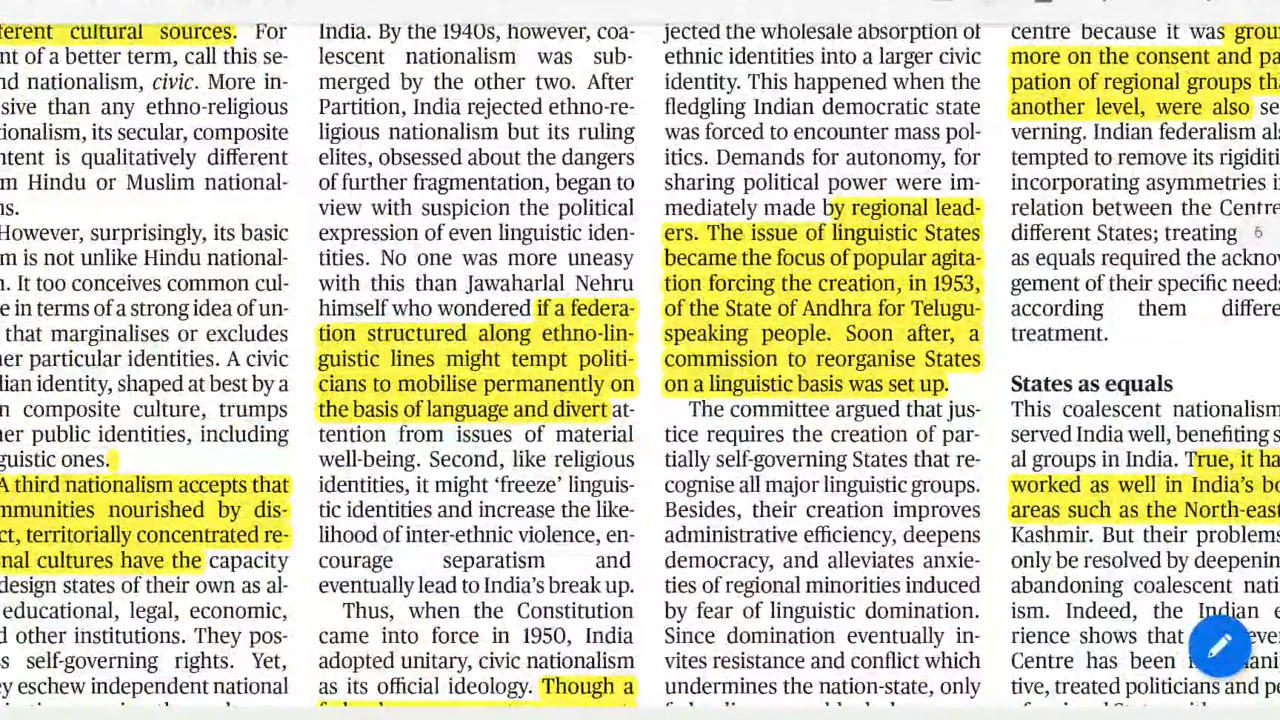 ferent cultural sources. For
nt of a better term, call this se-
nd nationalism, civic. More in-
sive than any ethno-religious
tionalism, its secular, composite
ntent is qualitatively different
m Hindu or Muslim national-
ns.
However, surprisingly, its basic
m is not unlike Hindu national-
n. It too conceives common cul-
e in terms of a strong idea of un-
that marginalises or excludes
her particular identities. A civic
dian identity, shaped at best by a
n composite culture, trumps
her public identities, including
guistic ones.
A third nationalism accepts that
mmunities nourished by dis-
ct, territorially concentrated re-
nal cultures have the capacity
design states of their own as al-
educational, legal, economic,
d other institutions. They pos-
s self-governing rights. Yet,
ey eschew independent national
India. By the 1940s, however, coa-
lescent nationalism was sub-
merged by the other two. After
Partition, India rejected ethno-re-
ligious nationalism but its ruling
elites, obsessed about the dangers
of further fragmentation, began to
view with suspicion the political
expression of even linguistic iden-
tities. No one was more uneasy
with this than Jawaharlal Nehru
himself who wondered if a federa-
tion structured along ethno-lin-
guistic lines might tempt politi-
cians to mobilise permanently on
the basis of language and divert at-
tention from issues of material
well-being. Second, like religious
identities, it might ‘freeze’ linguis-
tic identities and increase the like-
lihood of inter-ethnic violence, en-
courage separatism and
eventually lead to India’s break up.
Thus, when the Constitution
came into force in 1950, India
adopted unitary, civic nationalism
as its official ideology. Though a
jected the wholesale absorption of
ethnic identities into a larger civic
identity. This happened when the
fledgling Indian democratic state
was forced to encounter mass pol-
itics. Demands for autonomy, for
sharing political power were im-
mediately made by regional lead-
ers. The issue of linguistic States
became the focus of popular agita-
tion forcing the creation, in 1953,
of the State of Andhra for Telugu-
speaking people. Soon after, a
commission to reorganise States
on a linguistic basis was set up.
The committee argued that jus-
tice requires the creation of par-
tially self-governing States that re-
cognise all major linguistic groups.
Besides, their creation improves
administrative efficiency, deepens
democracy, and alleviates anxie-
ties of regional minorities induced
by fear of linguistic domination.
Since domination eventually in-
vites resistance and conflict which
undermines the nation-state, only
centre because it was grou
more on the consent and pa
pation of regional groups tha
another level, were also se
verning. Indian federalism al
tempted to remove its rigiditi
incorporating asymmetries i
relation between the Centre
different States; treating 6
as equals required the ackno
gement of their specific need
according them differe
treatment.
States as equals
This coalescent nationalism
served India well, benefiting s
al groups in India. True, it ha
worked as well in India’s bo
areas such as the North-east
Kashmir. But their problems
only be resolved by deepenin
abandoning coalescent nati
ism. Indeed, the Indian e
rience shows that ever
Centre has been
tive, treated politicians and pe